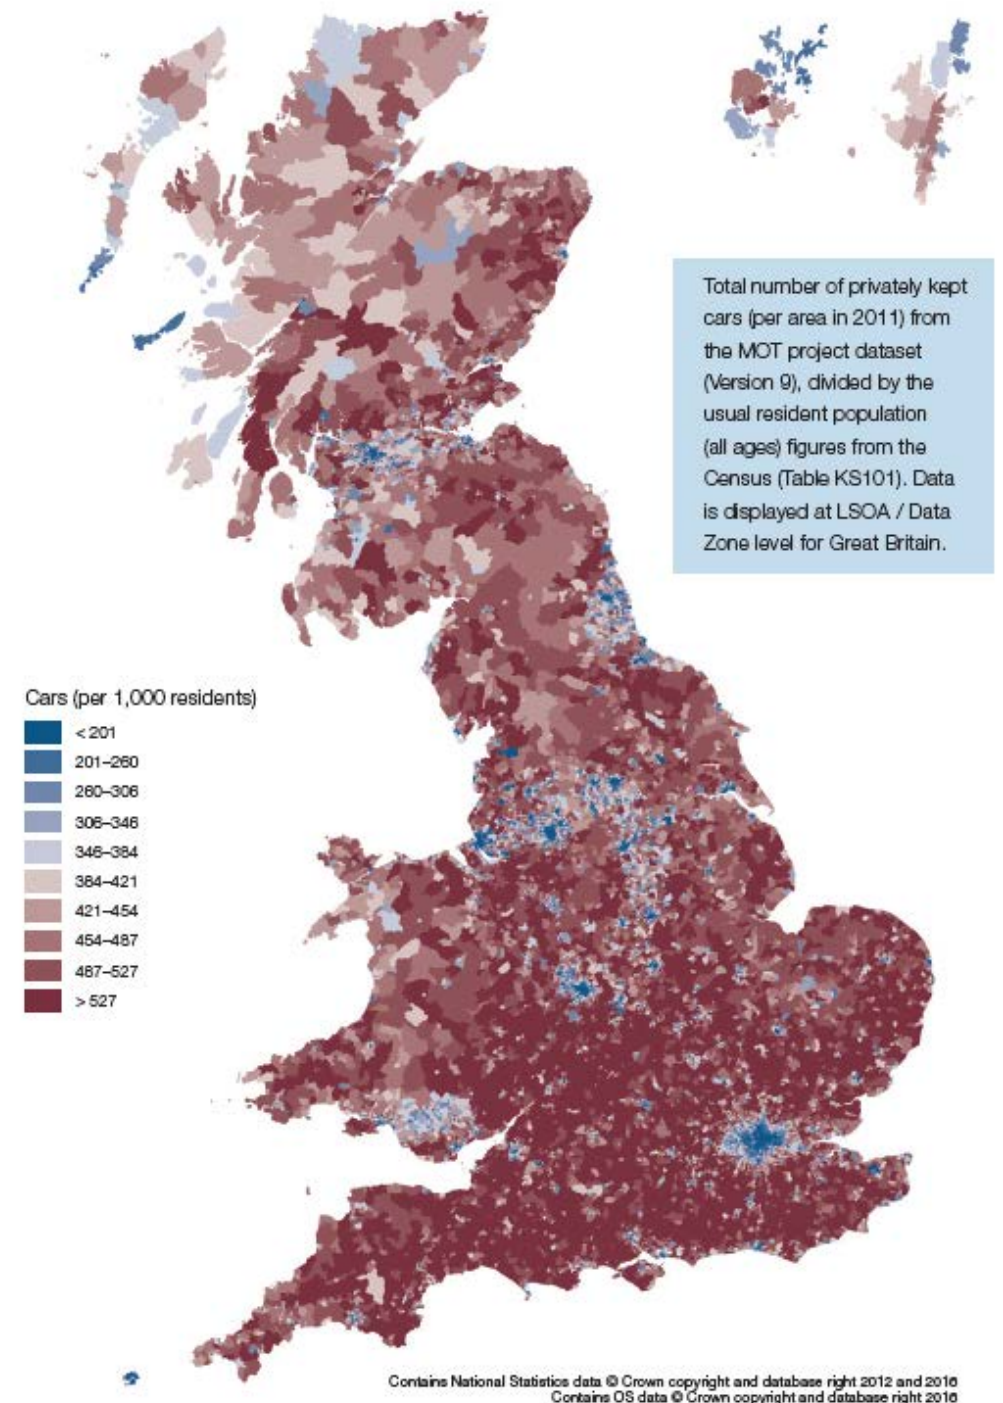 Total number of privately kept
cars (per area in 2011) from
the MOT project dataset
(Version 9), divided by the
usual resident population
(all ages) figures from the
Census (Table KS101). Data
is displayed at LSOA / Data
Zone level for Great Britain.
Cars (per 1,000 residents)
< 201
201–260
260–306
306–346
346–384
384–421
421–454
454–487
487–527
> 527
Contains National Statistics data © Crown copyright and database right 2012 and 2016
Contains OS data © Crown copyright and database right 2016